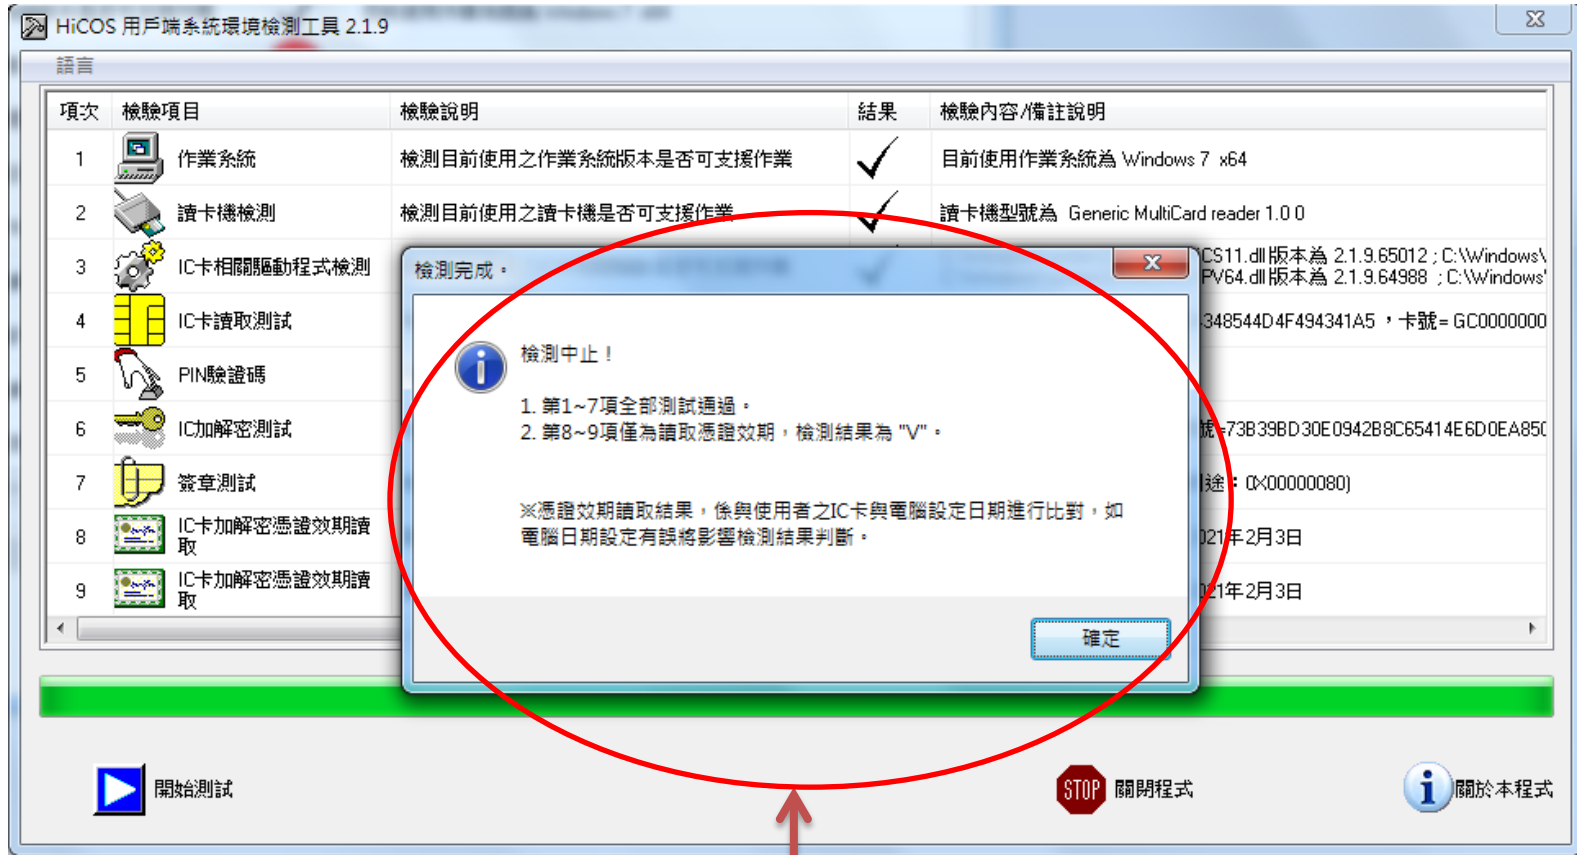 HiCOS 用戶端系統環境檢測工具 2.1.9
語言
項次 檢驗項目 檢驗說明 結果 檢驗內容/備註說明
1 作業系統 檢測目前使用之作業系統版本是否可支援作業 目前使用作業系統為 Windows 7 x64
2 讀卡機檢測 檢測目前使用之讀卡機是否可支援作業 讀卡機型號為 Generic MultiCard reader 1.0 0
3 IC卡相關驅動程式檢測 CS11.dll版本為 2.1.9.65012 ; C:\Windows\
PV64.dll版本為 2.1.9.64988 ; C:\Windows'
4 IC卡讀取測試 348544D4F494341A5 ,卡號= GC0000000
5 PIN驗證碼
6 IC加解密測試 號=73B39BD30E0942B8C65414E6D0EA850
7 簽章測試 途:0X00000080)
8 IC卡加解密憑證效期讀
取 021年2月3日
9 IC卡加解密憑證效期讀
取 021年2月3日
檢測完成。
檢測中止!
1. 第1~7項全部測試通過。
2. 第8~9項僅為讀取憑證效期,檢測結果為 "V"。
※憑證效期讀取結果,係與使用者之IC卡與電腦設定日期進行比對,如
電腦日期設定有誤將影響檢測結果判斷。
確定
開始測試 STOP 關閉程式 關於本程式